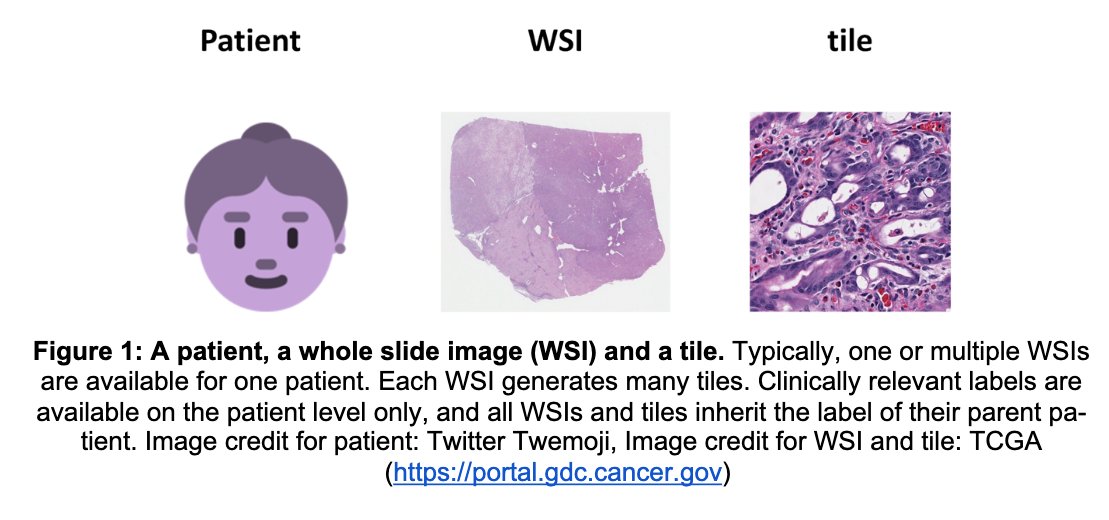 Patient WSI tile
Figure 1: A patient, a whole slide image (WSI) and a tile. Typically, one or multiple WSIs
are available for one patient. Each WSI generates many tiles. Clinically relevant labels are
available on the patient level only, and all WSIs and tiles inherit the label of their parent pa-
tient. Image credit for patient: Twitter Twemoji, Image credit for WSI and tile: TCGA
(https://portal.gdc.cancer.gov)